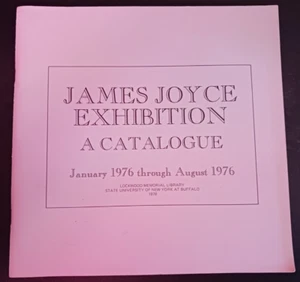 JAMES JOYCE
EXHIBITION
A CATALOGUE
January 1976 through August 1976
LOCKWOOD MEMORIAL LIBRARY
STATE UNIVERSITY OF NEW YORK AT BUFFALO
1976